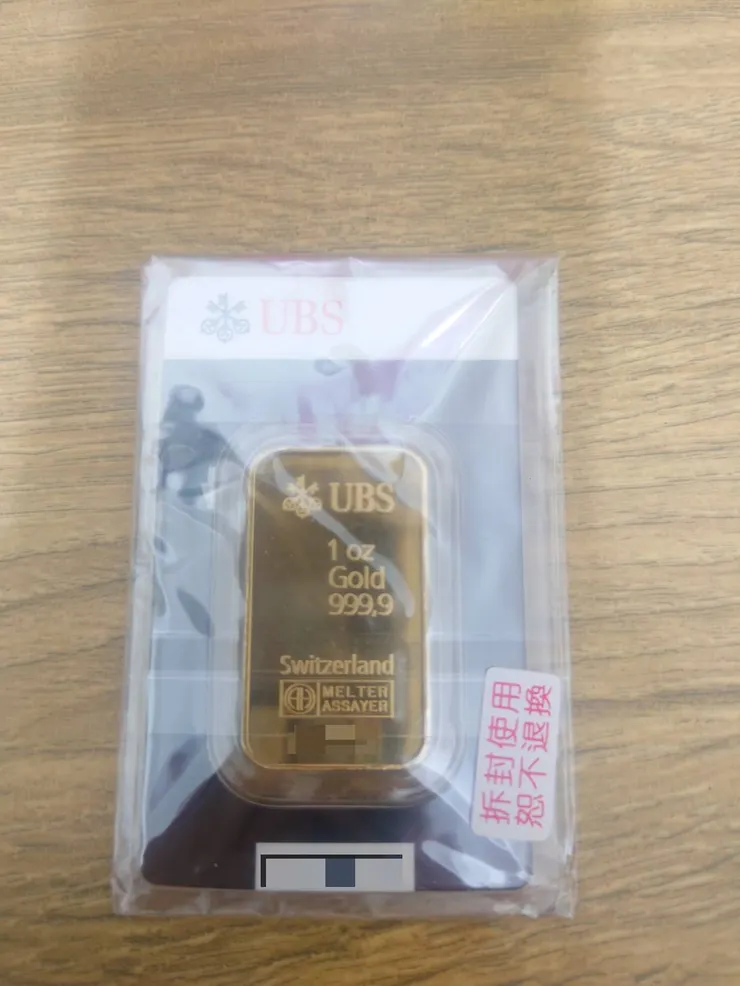 UBS
UBS
1 oz
Gold
999,9
Switzerland
MELTER
ASSAYER
拆封使用
恕不退換